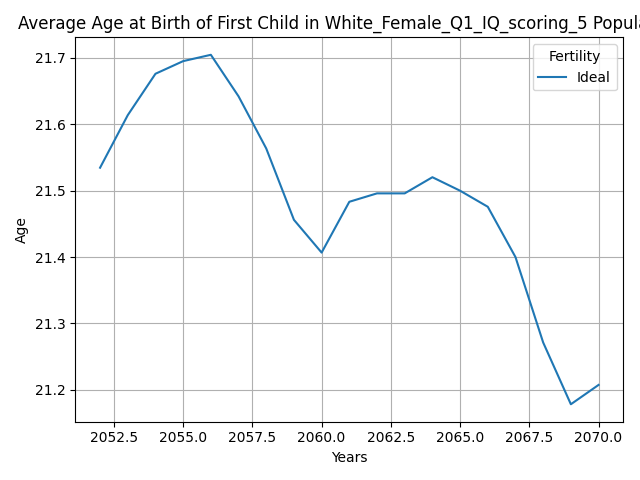 Average Age at Birth of First Child in White_Female_Q1_IQ_scoring_5
Fertility
Ideal
21.7
21.6
21.5
21.4
21.3
21.2
Age
2052.5 2055.0 2057.5 2060.0 2062.5 2065.0 2067.5 2070.0
Years